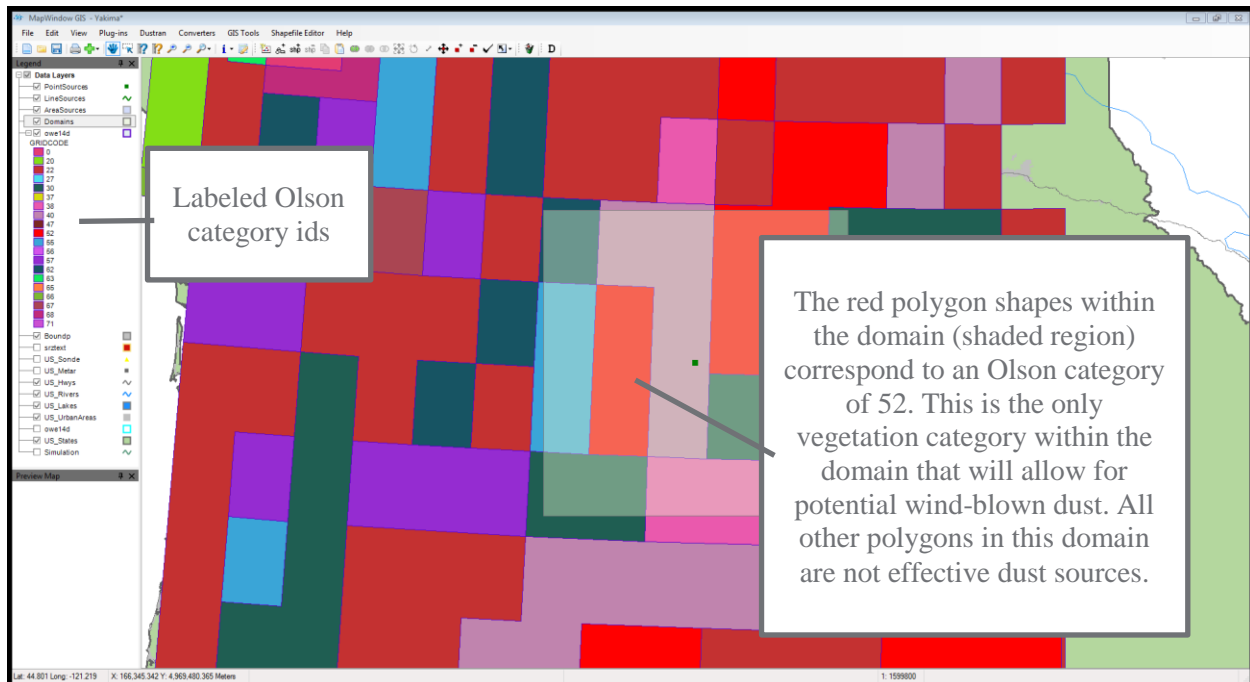 MapWindow GIS - Yakima*
File Edit View Plug-ins Dustran Converters GIS Tools Shapefile Editor Help
D
Legend
Data Layers
PointSources
LineSources
AreaSources
Domains
owe14d
GRIDCODE
0
20
22
27
30
37
38
40
47
52
55
56
57
62
63
65
66
67
68
71
Boundp
srztext
US_Sonde
US_Metar
US_Hwys
US_Rivers
US_Lakes
US_UrbanAreas
owe14d
US_States
Simulation
Preview Map
Labeled Olson
category ids
The red polygon shapes within
the domain (shaded region)
correspond to an Olson category
of 52. This is the only
vegetation category within the
domain that will allow for
potential wind-blown dust. All
other polygons in this domain
are not effective dust sources.
Lat: 44.801 Long: -121.219 X: 166,345.342 Y: 4,969,480.365 Meters 1: 1599800